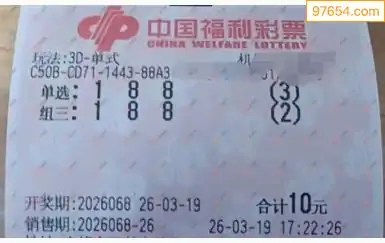 97654.com
中国福利彩票
CHINA WELFARE LOTTERY
玩法:3D-单式 机
C50B-CD71-1443-88A3
单选: 1 8 8 (3)
组三: 1 8 8 (2)
开奖期:2026068 26-03-19 合计10元
销售期:2026068-26 26-03-19 17:22:26